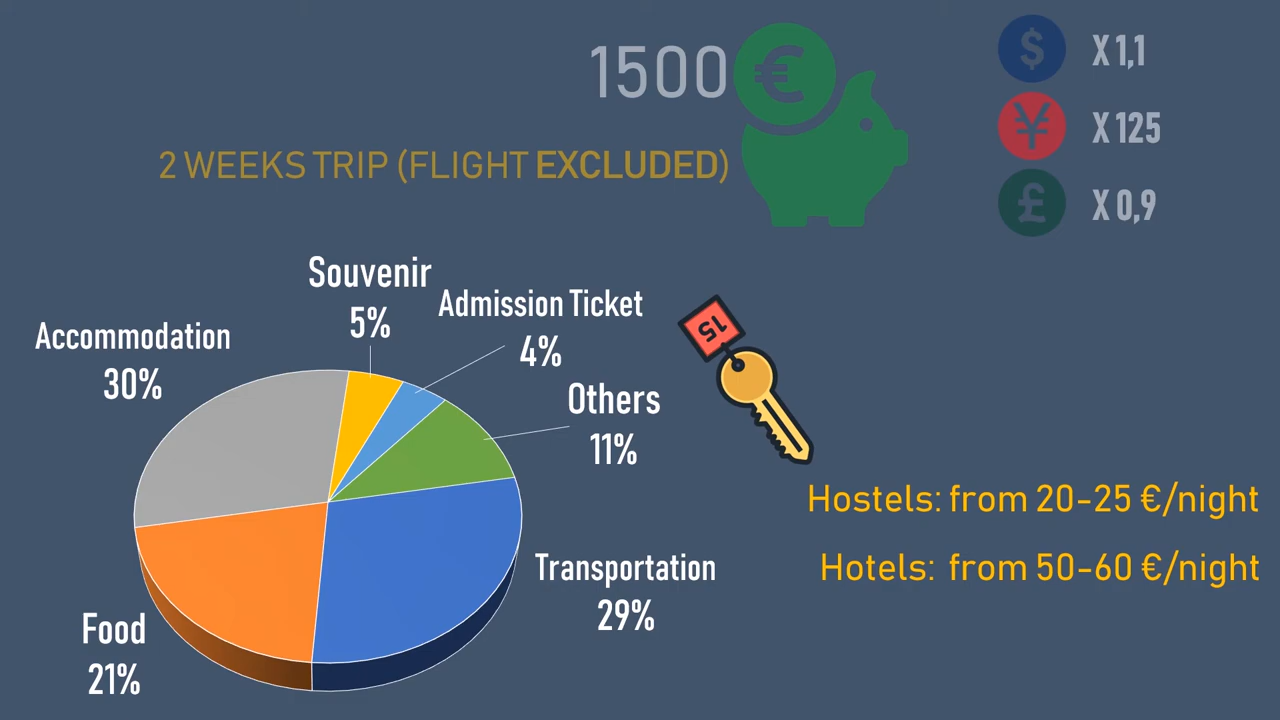 1500 €
2 WEEKS TRIP (FLIGHT EXCLUDED)
$ X 1,1
¥ X 125
£ X 0,9
Souvenir
5%
Admission Ticket
4%
Accommodation
30%
Others
11%
15
Hostels: from 20-25 €/night
Transportation
29%
Hotels: from 50-60 €/night
Food
21%